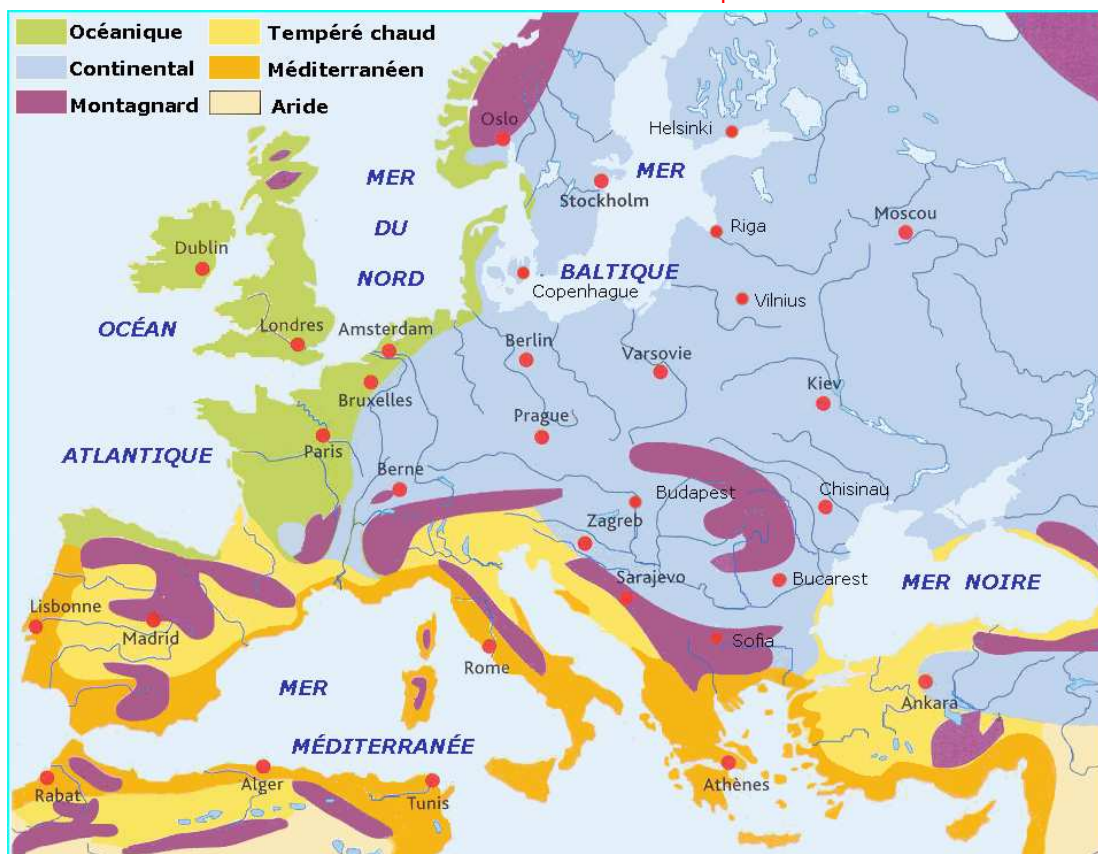 Océanique
Tempéré chaud
Continental
Méditerranéen
Montagnard
Aride
Oslo
Helsinki
MER
MER
Stockholm
DU
Riga
Moscou
Dublin
NORD
BALTIQUE
Copenhague
Vilnius
OCÉAN
Londres
Amsterdam
Berlin
Varsovie
Kiev
Bruxelles
Prague
ATLANTIQUE
Paris
Berne
Budapest
Chisinau
Zagreb
Sarajevo
Bucarest
MER NOIRE
Lisbonne
Madrid
Rome
Sofia
MER
Ankara
MÉDITERRANÉE
Rabat
Alger
Tunis
Athènes